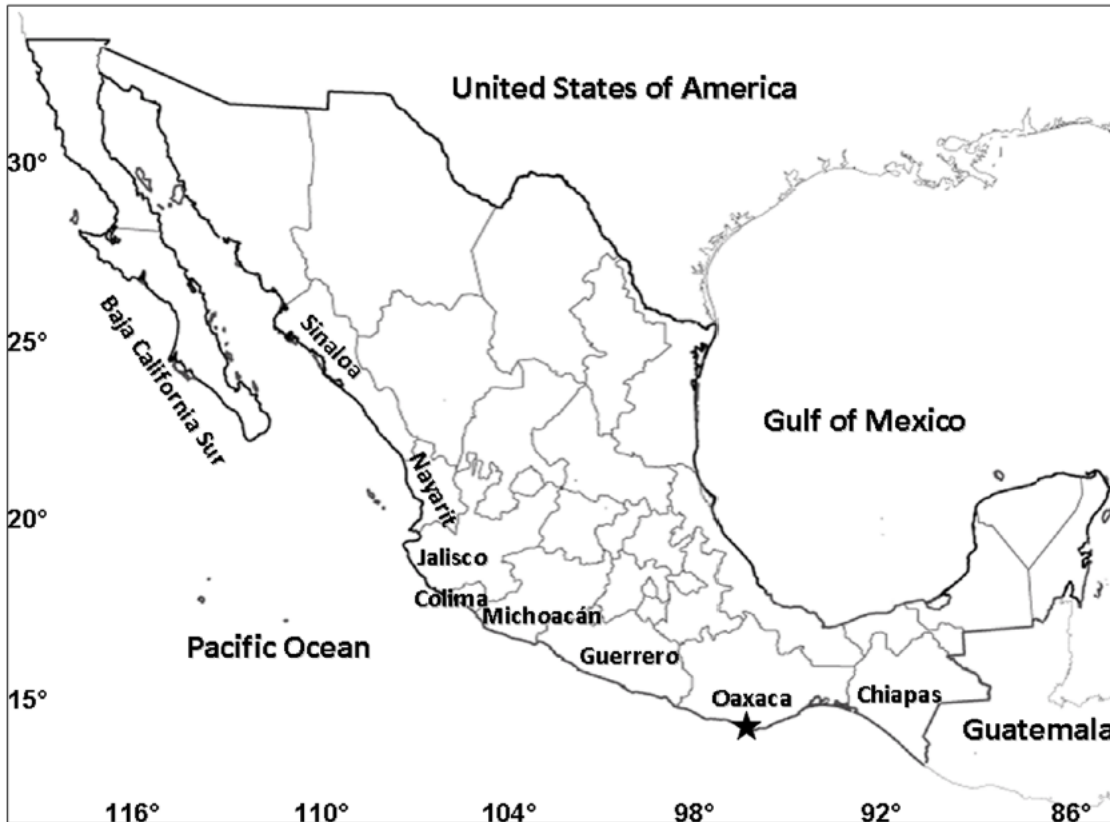 United States of America
30°
Baja California Sur
Sinaloa
25°
Gulf of Mexico
Nayarit
20°
Jalisco
Colima
Michoacán
Pacific Ocean
Guerrero
15°
Oaxaca
Chiapas
Guatemala
116° 110° 104° 98° 92° 86°